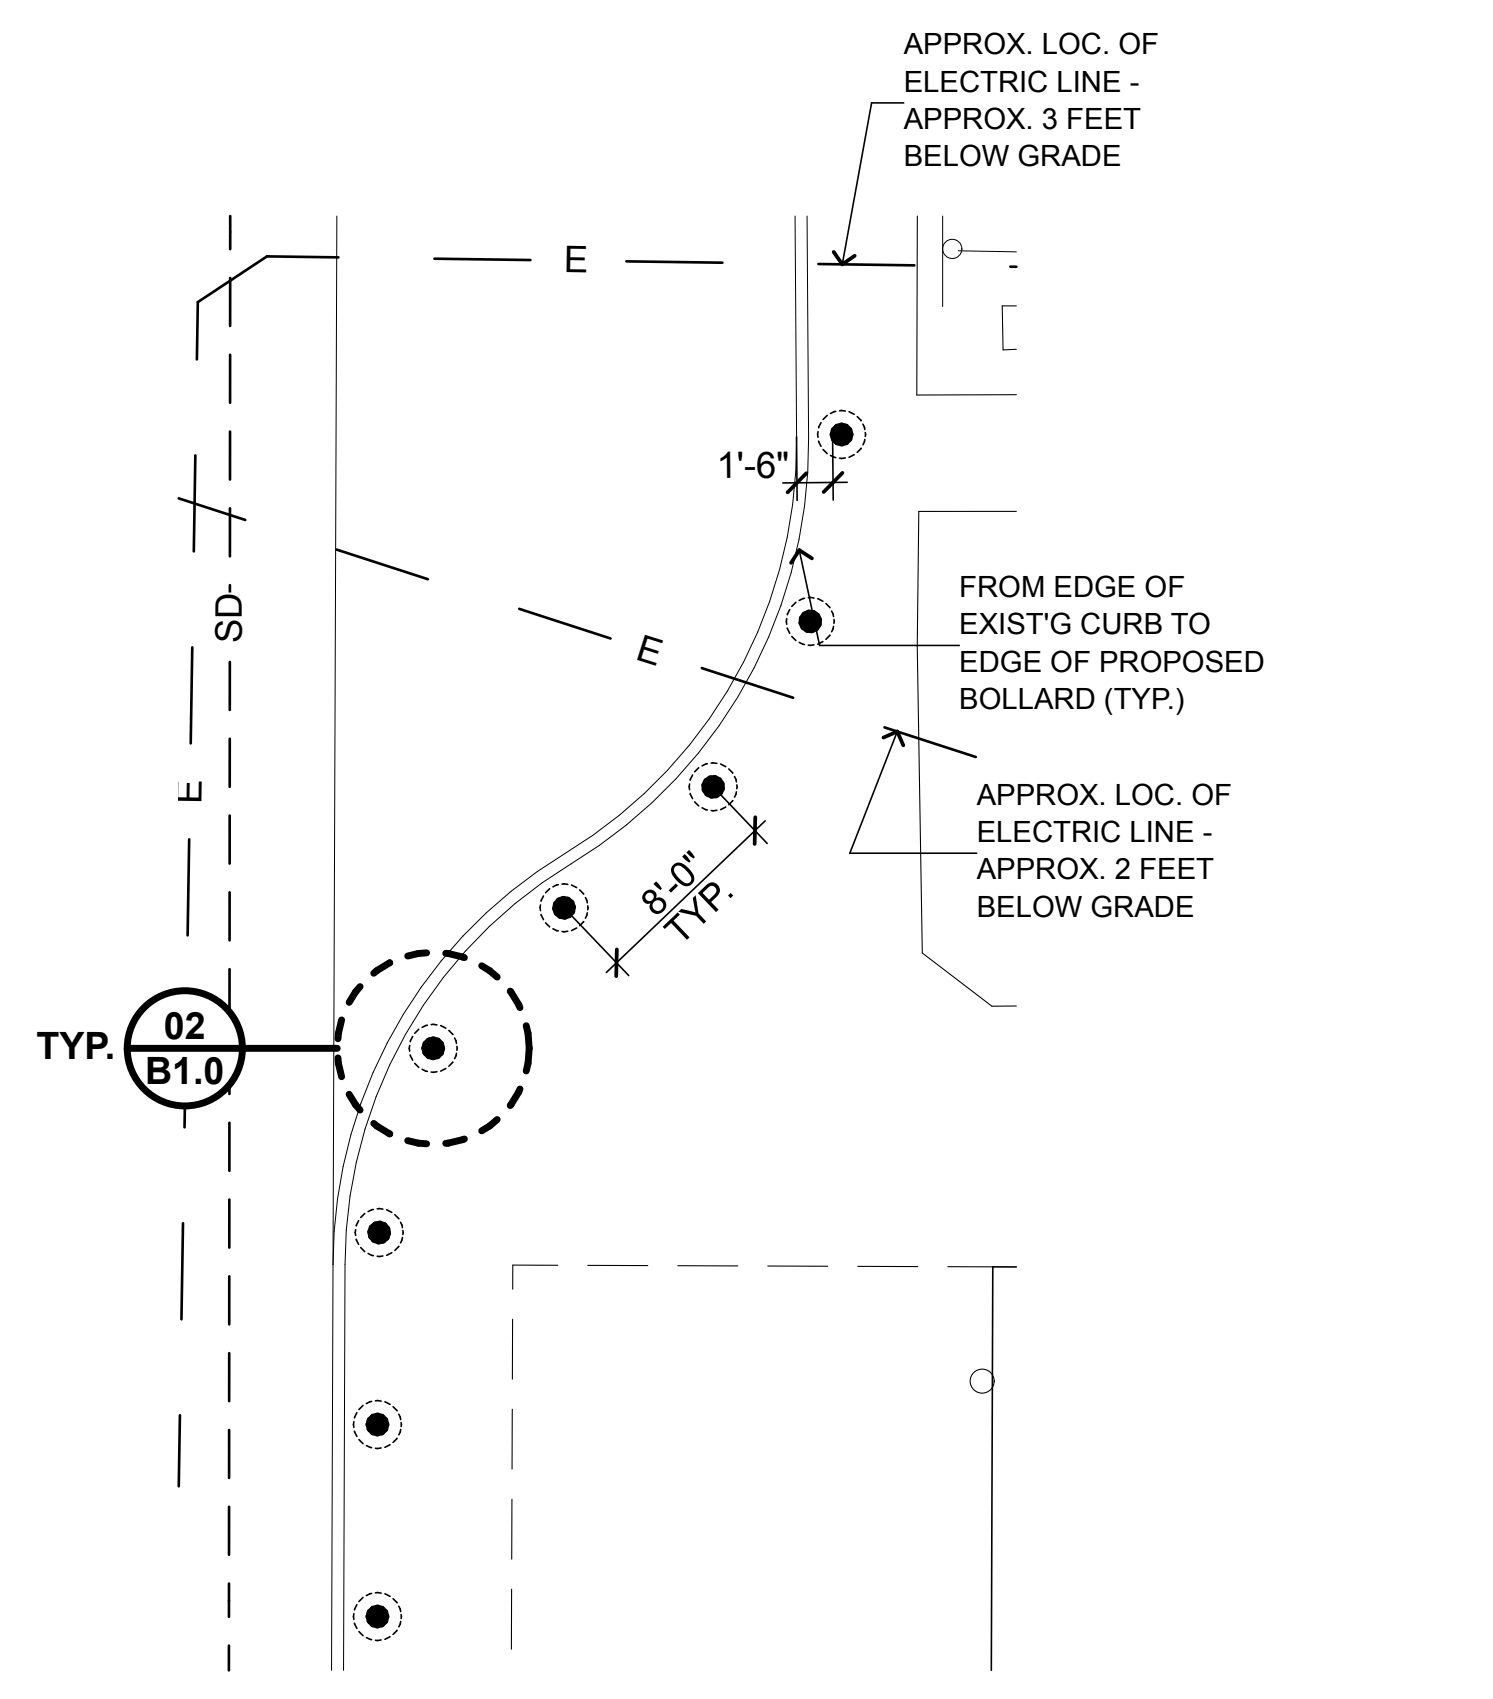 APPROX. LOC. OF
ELECTRIC LINE -
APPROX. 3 FEET
BELOW GRADE
E
1'-6"
FROM EDGE OF
EXIST'G CURB TO
EDGE OF PROPOSED
BOLLARD (TYP.)
SD
E
E
APPROX. LOC. OF
ELECTRIC LINE -
APPROX. 2 FEET
BELOW GRADE
8'-0"
TYP.
TYP.
02
B1.0